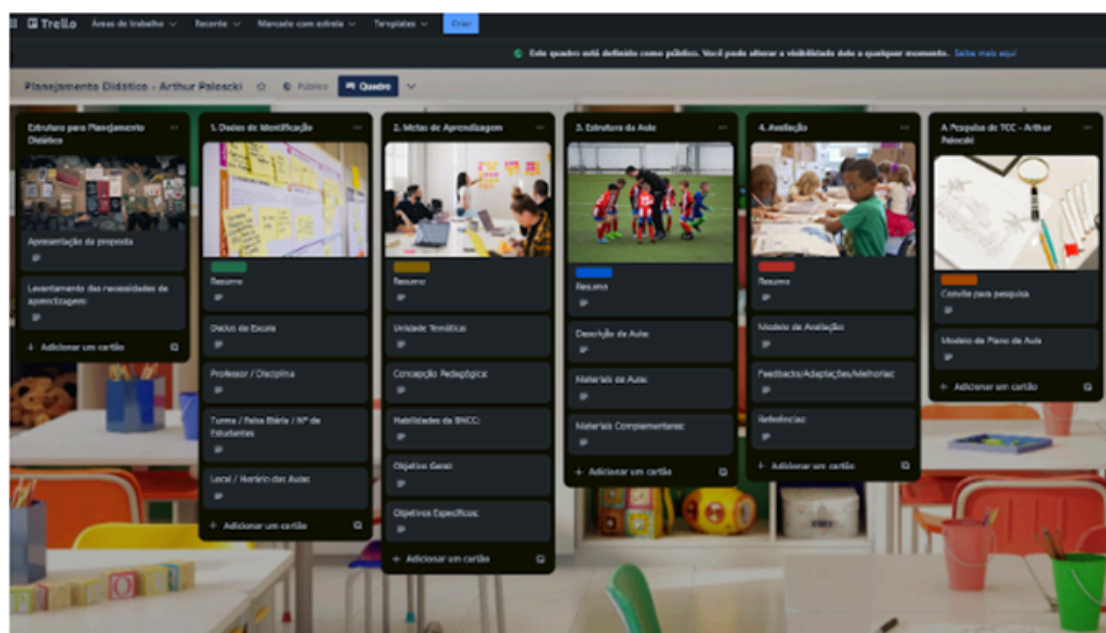 Trello
Áreas de trabalho
Recente
Marcado com estrela
Templates
Criar
Este quadro está definido como público. Você pode alterar a visibilidade dele a qualquer momento. Saiba mais aqui
Planejamento Didático - Arthur
Público
Quadro
Estrutura para Planejamento
Didático
Apresentação da proposta
Levantamento das necessidades de
aprendizagem:
+ Adicionar um cartão
1. Dados de Identificação
Resumo
Dados da Escola
Professor / Disciplina
Turma / Faixa Etária / Nº de
Estudantes
Local / Horário das Aulas
+ Adicionar um cartão
2. Metas de Aprendizagem
Resumo
Unidade Temática:
Concepção Pedagógica:
Habilidades da BNCC:
Objetivo Geral:
Objetivos Específicos:
+ Adicionar um cartão
3. Estrutura da Aula
Resumo
Descrição da Aula:
Materiais de Aula:
Materiais Complementares:
+ Adicionar um cartão
4. Avaliação
Resumo
Modelo de Avaliação:
Feedbacks/Adaptações/Melhorias:
Referências:
+ Adicionar um cartão
A Pesquisa de TCC - Arthur
Convite para pesquisa
Modelo de Plano de Aula
+ Adicionar um cartão